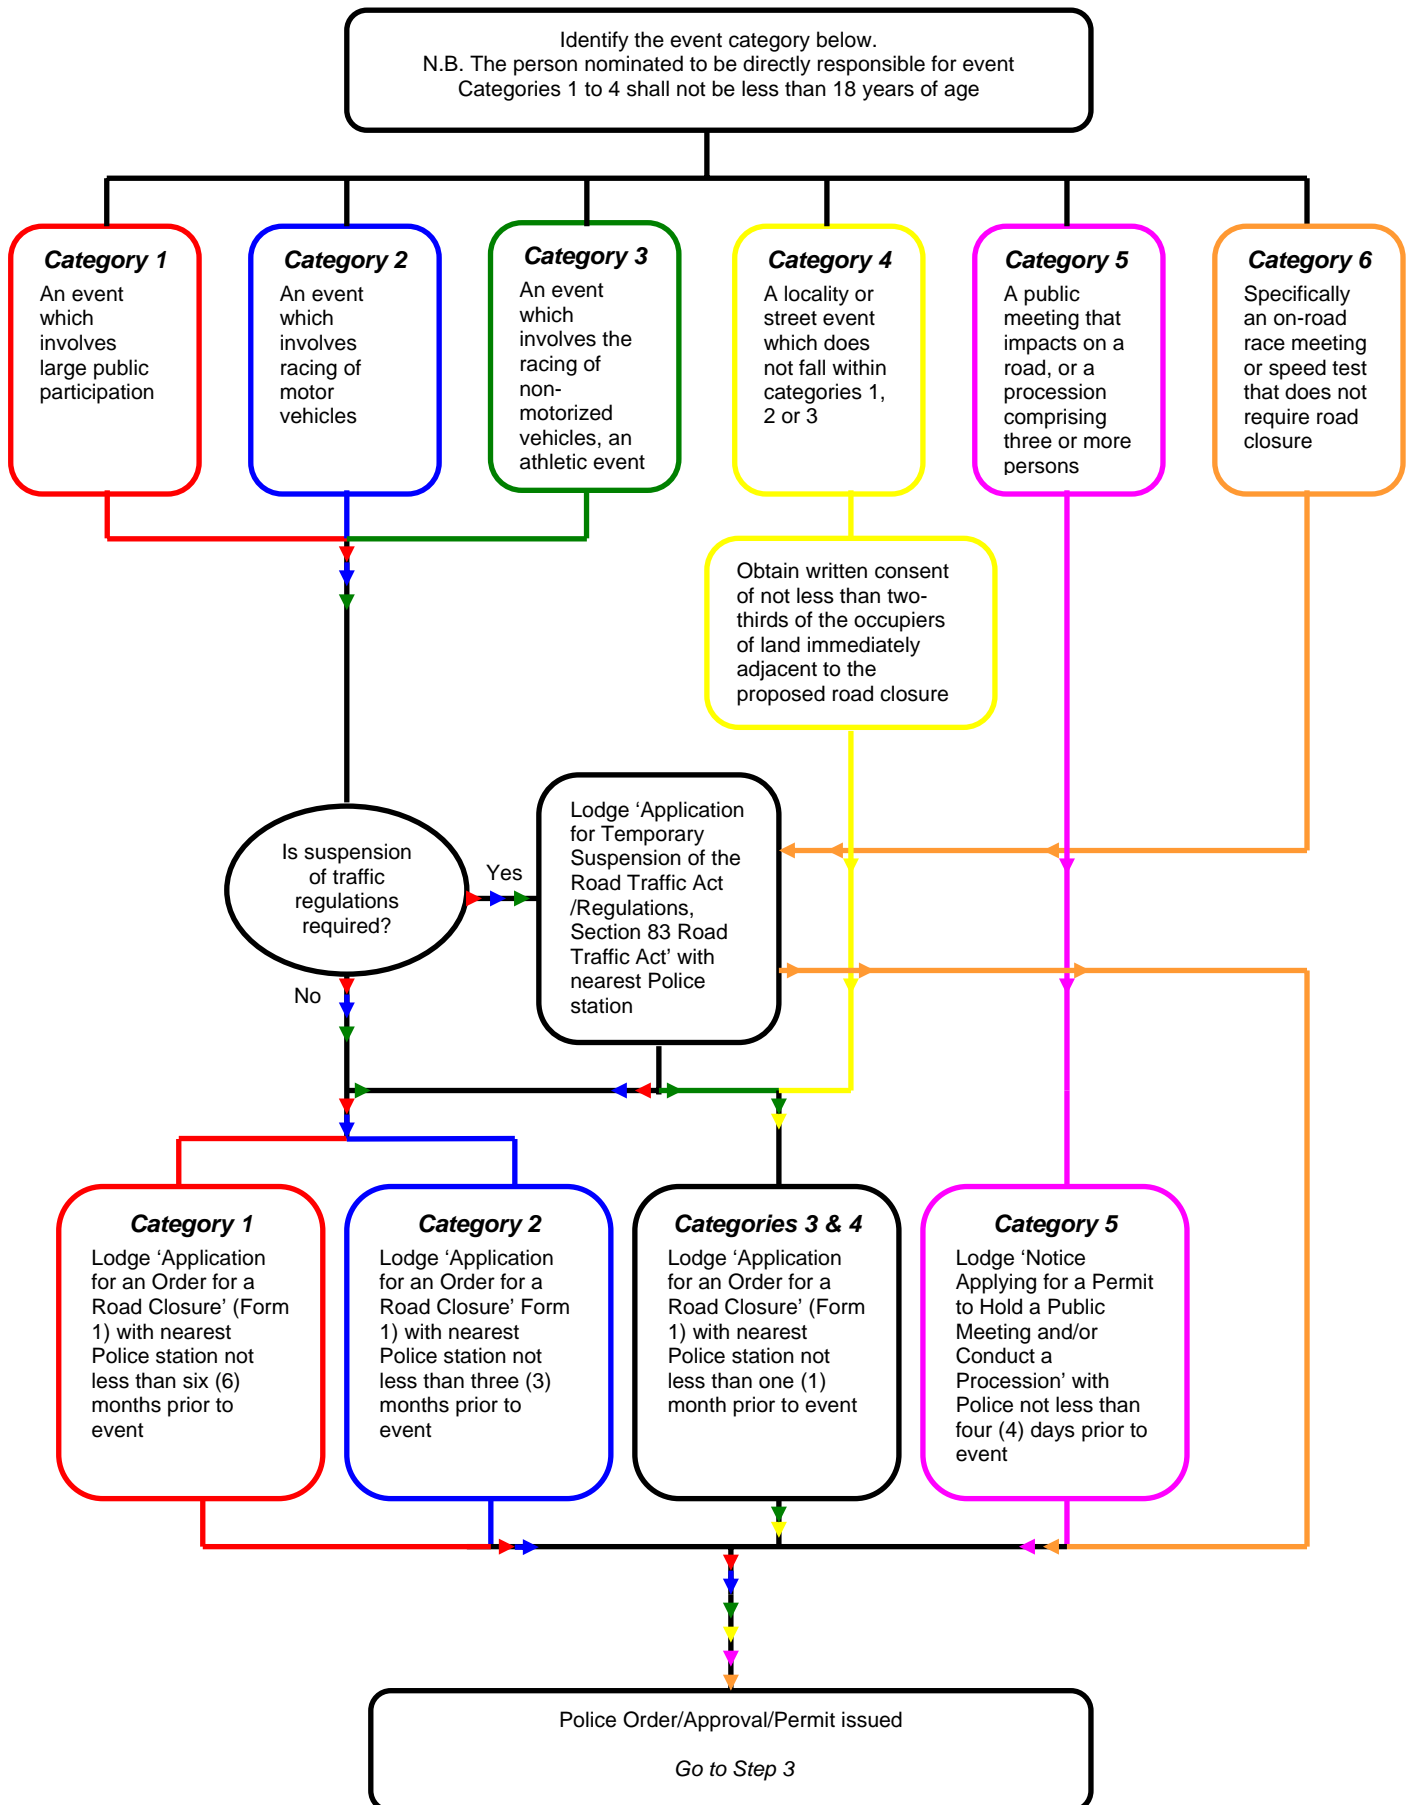 Identify the event category below.
N.B. The person nominated to be directly responsible for event
Categories 1 to 4 shall not be less than 18 years of age
Category 1
An event
which
involves
large public
participation
Category 2
An event
which
involves
racing of
motor
vehicles
Category 3
An event
which
involves the
racing of
non-
motorized
vehicles, an
athletic event
Category 4
A locality or
street event
which does
not fall within
categories 1,
2 or 3
Category 5
A public
meeting that
impacts on a
road, or a
procession
comprising
three or more
persons
Category 6
Specifically
an on-road
race meeting
or speed test
that does not
require road
closure
Obtain written consent
of not less than two-
thirds of the occupiers
of land immediately
adjacent to the
proposed road closure
Is suspension
of traffic
regulations
required?
Yes
No
Lodge ‘Application
for Temporary
Suspension of the
Road Traffic Act
/Regulations,
Section 83 Road
Traffic Act’ with
nearest Police
station
Category 1
Lodge ‘Application
for an Order for a
Road Closure’ (Form
1) with nearest
Police station not
less than six (6)
months prior to
event
Category 2
Lodge ‘Application
for an Order for a
Road Closure’ Form
1) with nearest
Police station not
less than three (3)
months prior to
event
Categories 3 & 4
Lodge ‘Application
for an Order for a
Road Closure’ (Form
1) with nearest
Police station not
less than one (1)
month prior to event
Category 5
Lodge ‘Notice
Applying for a Permit
to Hold a Public
Meeting and/or
Conduct a
Procession’ with
Police not less than
four (4) days prior to
event
Police Order/Approval/Permit issued
Go to Step 3